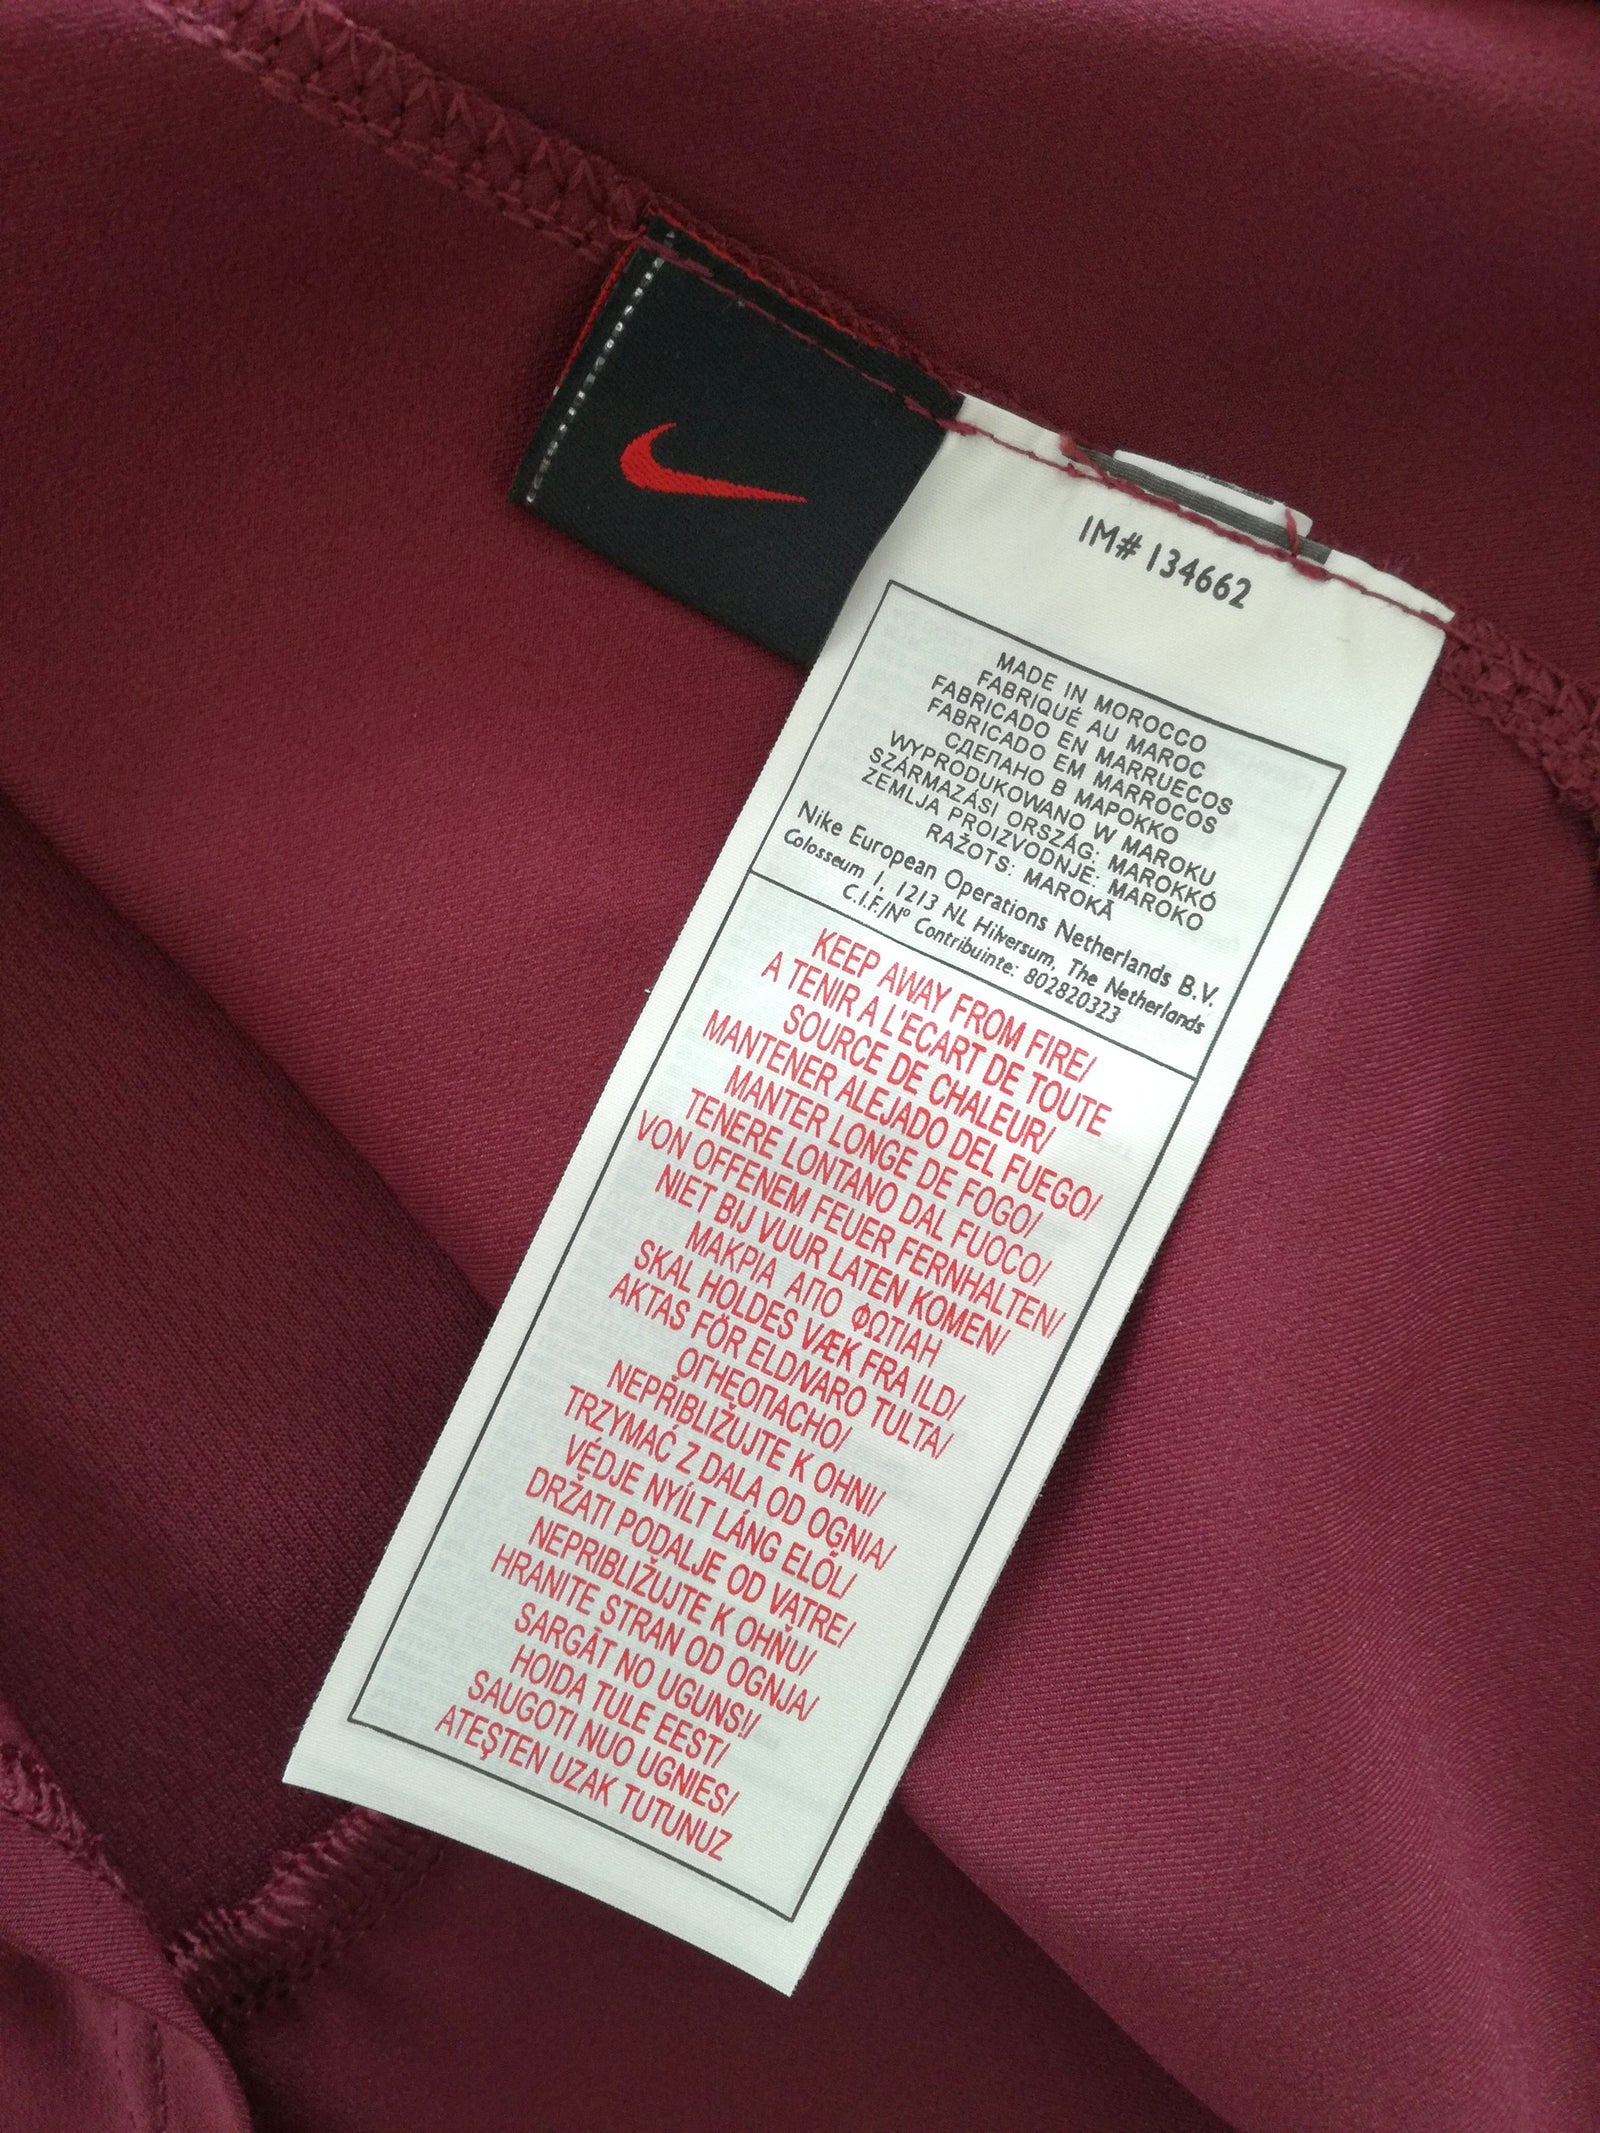 IM# 134662
MADE IN MOROCCO
FABRIQUÉ AU MAROC
FABRICADO EN MARRUECOS
FABRICADO EM MARROCOS
СДЕПАНО В МАРОККО
WYPRODUKOWANO W MAROKU
SZÁRMAZÁSI ORSZÁG: MAROKKÓ
ZEMLJA PROIZVODNJE: MAROKO
RAŽOTS: MAROKĀ
Nike European Operations Netherlands B.V.
Colosseum 1, 1213 NL Hilversum, The Netherlands
C.I.F./Nº Contribuinte: 802820323
KEEP AWAY FROM FIRE/
A TENIR A L'ECART DE TOUTE
SOURCE DE CHALEUR/
MANTENER ALEJADO DEL FUEGO/
MANTER LONGE DE FOGO/
TENERE LONTANO DAL FUOCO/
VON OFFENEM FEUER FERNHALTEN/
NIET BIJ VUUR LATEN KOMEN/
ΜΑΚΡΙΑ ΑΠΟ ΦΩΤΙΑΗ
SKAL HOLDES VÆK FRA ILD/
AKTAS FÖR ELD/VARO TULTA/
ОГНЕОПАСНО/
NEPŘIBLIŽUJTE K OHNI/
TRZYMAĆ Z DALA OD OGNIA/
VÉDJE NYÍLT LÁNG ELŐL/
DRŽATI PODALJE OD VATRE/
NEPRIBLIŽUJTE K OHŇU/
HRANITE STRAN OD OGNJA/
SARGĀT NO UGUNS!/
HOIDA TULE EEST/
SAUGOTI NUO UGNIES/
ATEŞTEN UZAK TUTUNUZ